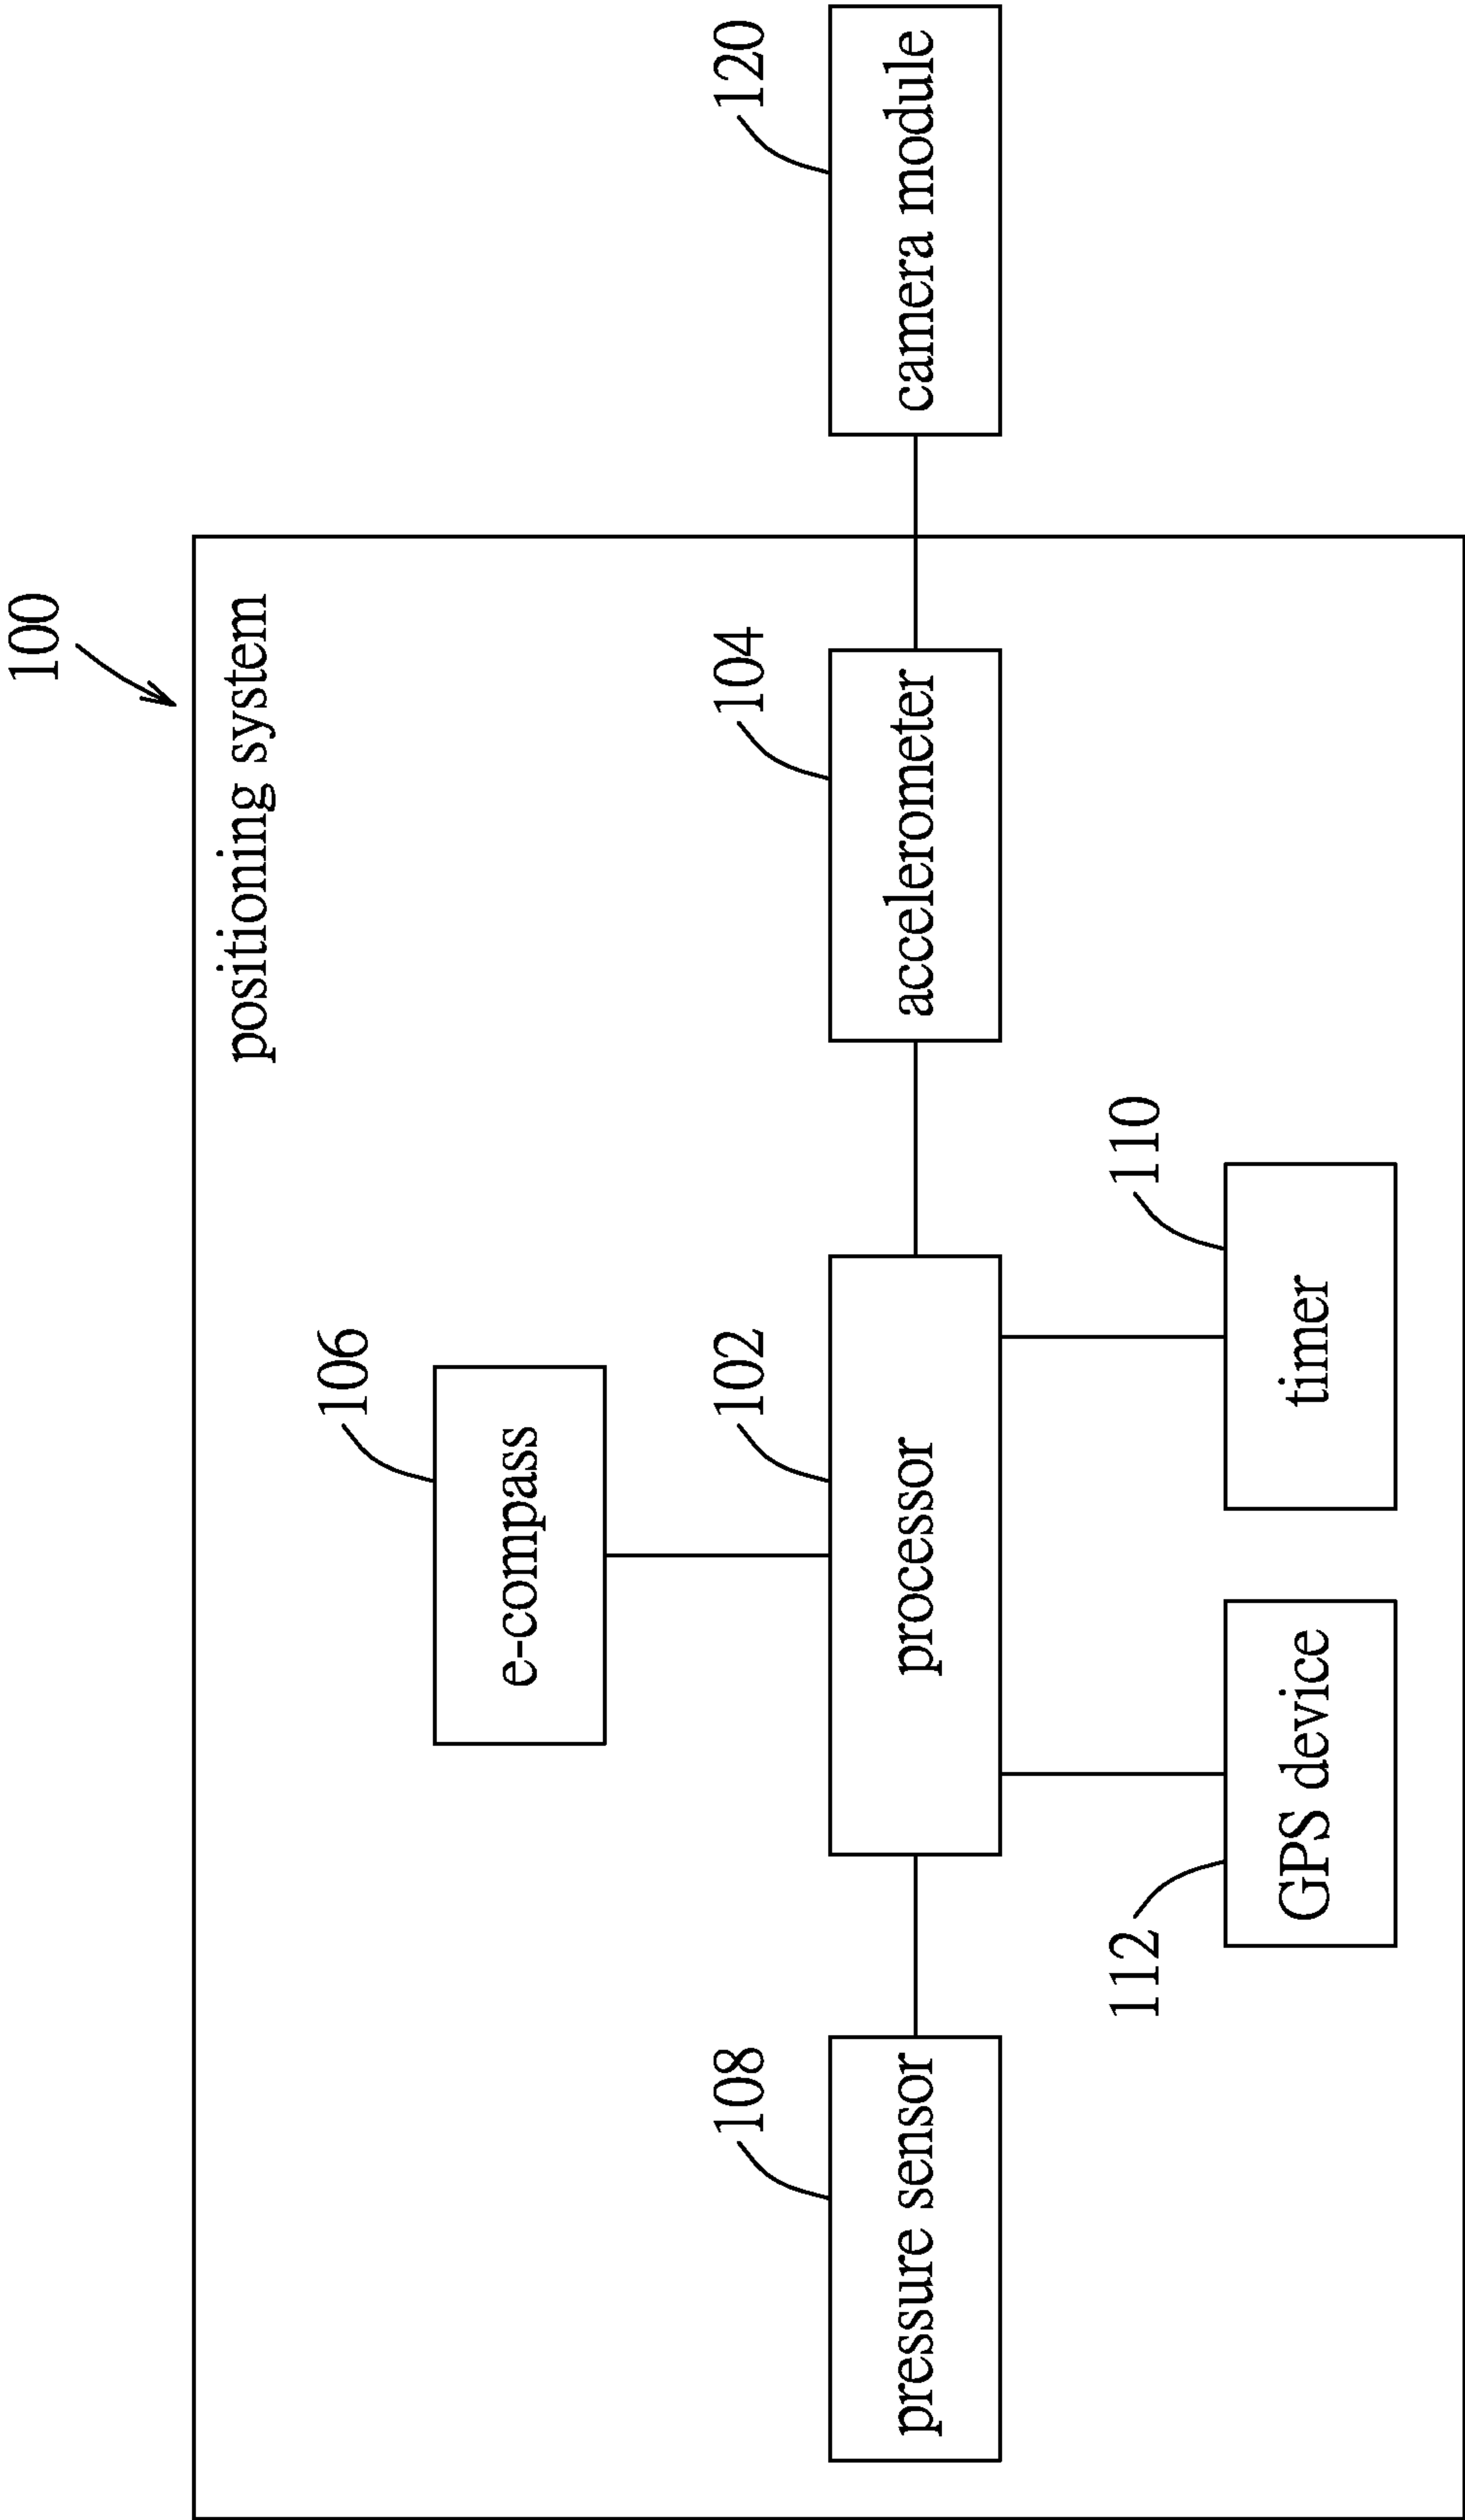 100
positioning system
106
e-compass
108
102
104
120
pressure sensor
processor
accelerometer
camera module
112
110
GPS device
timer